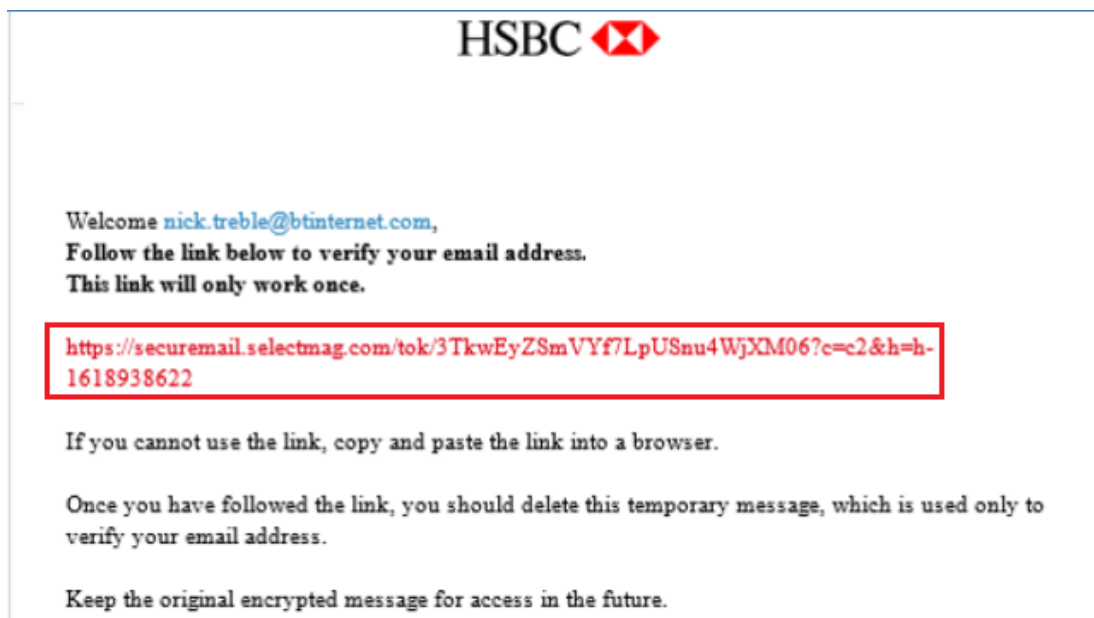 HSBC
Welcome nick.treble@btinternet.com,
Follow the link below to verify your email address.
This link will only work once.
https://securemail.selectmag.com/tok/3TkwEyZSmVYf7LpUSnu4WjXM06?c=c2&h=h-
1618938622
If you cannot use the link, copy and paste the link into a browser.
Once you have followed the link, you should delete this temporary message, which is used only to
verify your email address.
Keep the original encrypted message for access in the future.